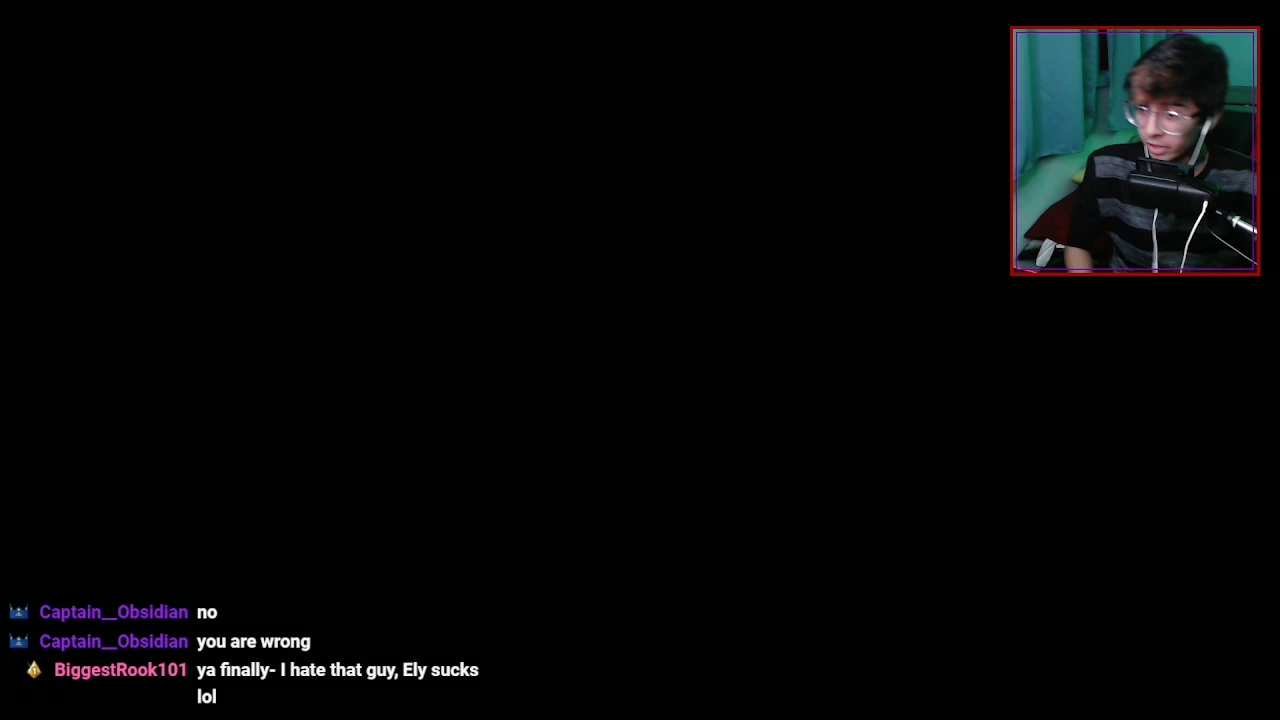 Captain__Obsidian no
Captain__Obsidian you are wrong
BiggestRook101 ya finally- I hate that guy, Ely sucks
lol